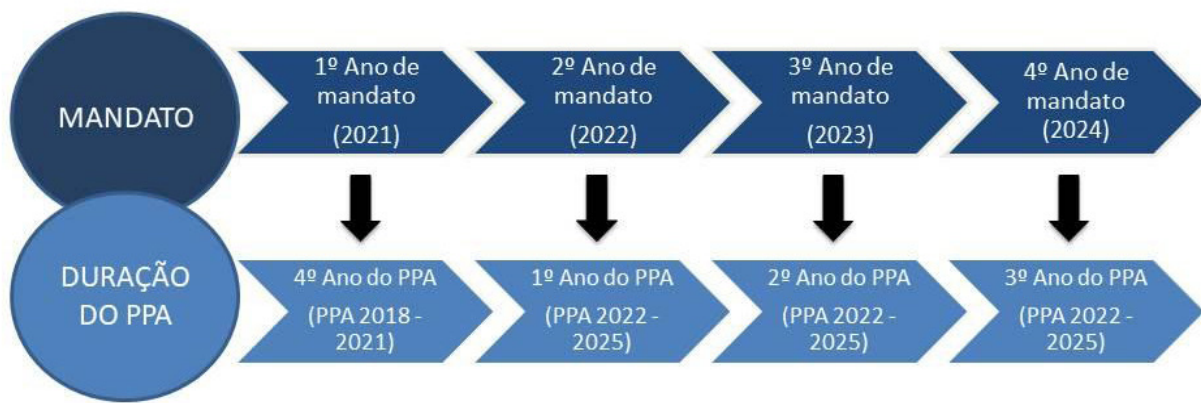 MANDATO
1º Ano de
mandato
(2021)
2º Ano de
mandato
(2022)
3º Ano de
mandato
(2023)
4º Ano de
mandato
(2024)
DURAÇÃO
DO PPA
4º Ano do PPA
(PPA 2018 -
2021)
1º Ano do PPA
(PPA 2022 -
2025)
2º Ano do PPA
(PPA 2022 -
2025)
3º Ano do PPA
(PPA 2022 -
2025)